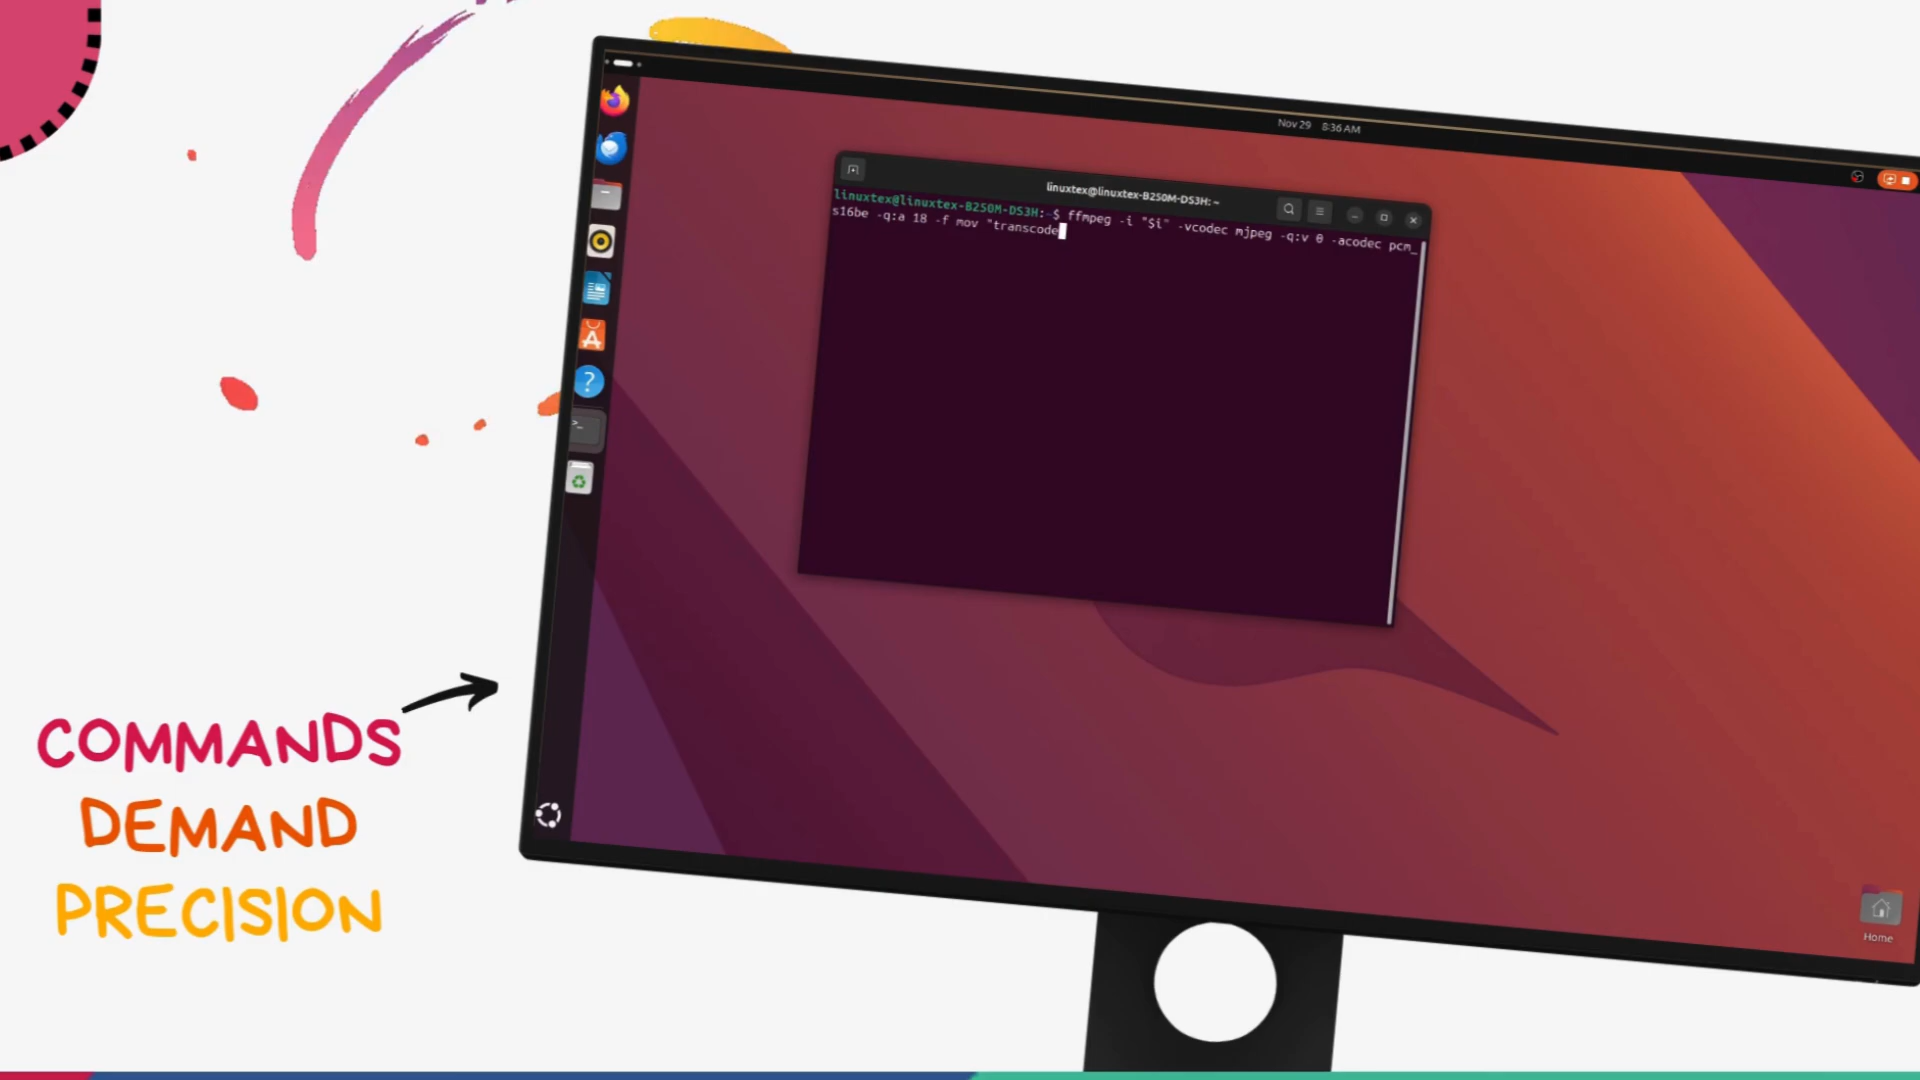 Nov 29 8:36 AM
linuxtex@linuxtex-B250M-DS3H: ~
linuxtex@linuxtex-B250M-DS3H:~$ ffmpeg -i "$i" -vcodec mjpeg -q:v 0 -acodec pcm_
s16be -q:a 18 -f mov "transcode
COMMANDS
DEMAND
PRECISION
Home